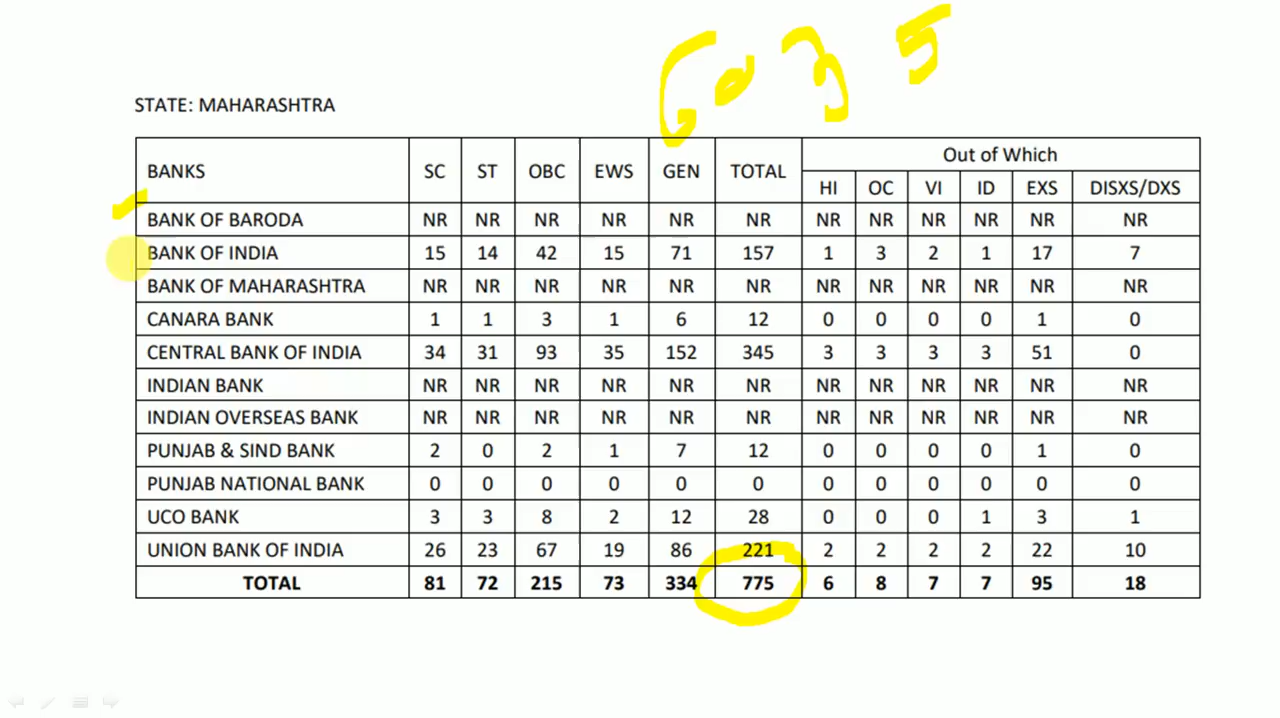 6035
STATE: MAHARASHTRA
Out of Which
BANKS SC ST OBC EWS GEN TOTAL HI OC VI ID EXS DISXS/DXS
BANK OF BARODA NR NR NR NR NR NR NR NR NR NR NR NR
BANK OF INDIA 15 14 42 15 71 157 1 3 2 1 17 7
BANK OF MAHARASHTRA NR NR NR NR NR NR NR NR NR NR NR NR
CANARA BANK 1 1 3 1 6 12 0 0 0 0 1 0
CENTRAL BANK OF INDIA 34 31 93 35 152 345 3 3 3 3 51 0
INDIAN BANK NR NR NR NR NR NR NR NR NR NR NR NR
INDIAN OVERSEAS BANK NR NR NR NR NR NR NR NR NR NR NR NR
PUNJAB & SIND BANK 2 0 2 1 7 12 0 0 0 0 1 0
PUNJAB NATIONAL BANK 0 0 0 0 0 0 0 0 0 0 0 0
UCO BANK 3 3 8 2 12 28 0 0 0 1 3 1
UNION BANK OF INDIA 26 23 67 19 86 221 2 2 2 2 22 10
TOTAL 81 72 215 73 334 775 6 8 7 7 95 18